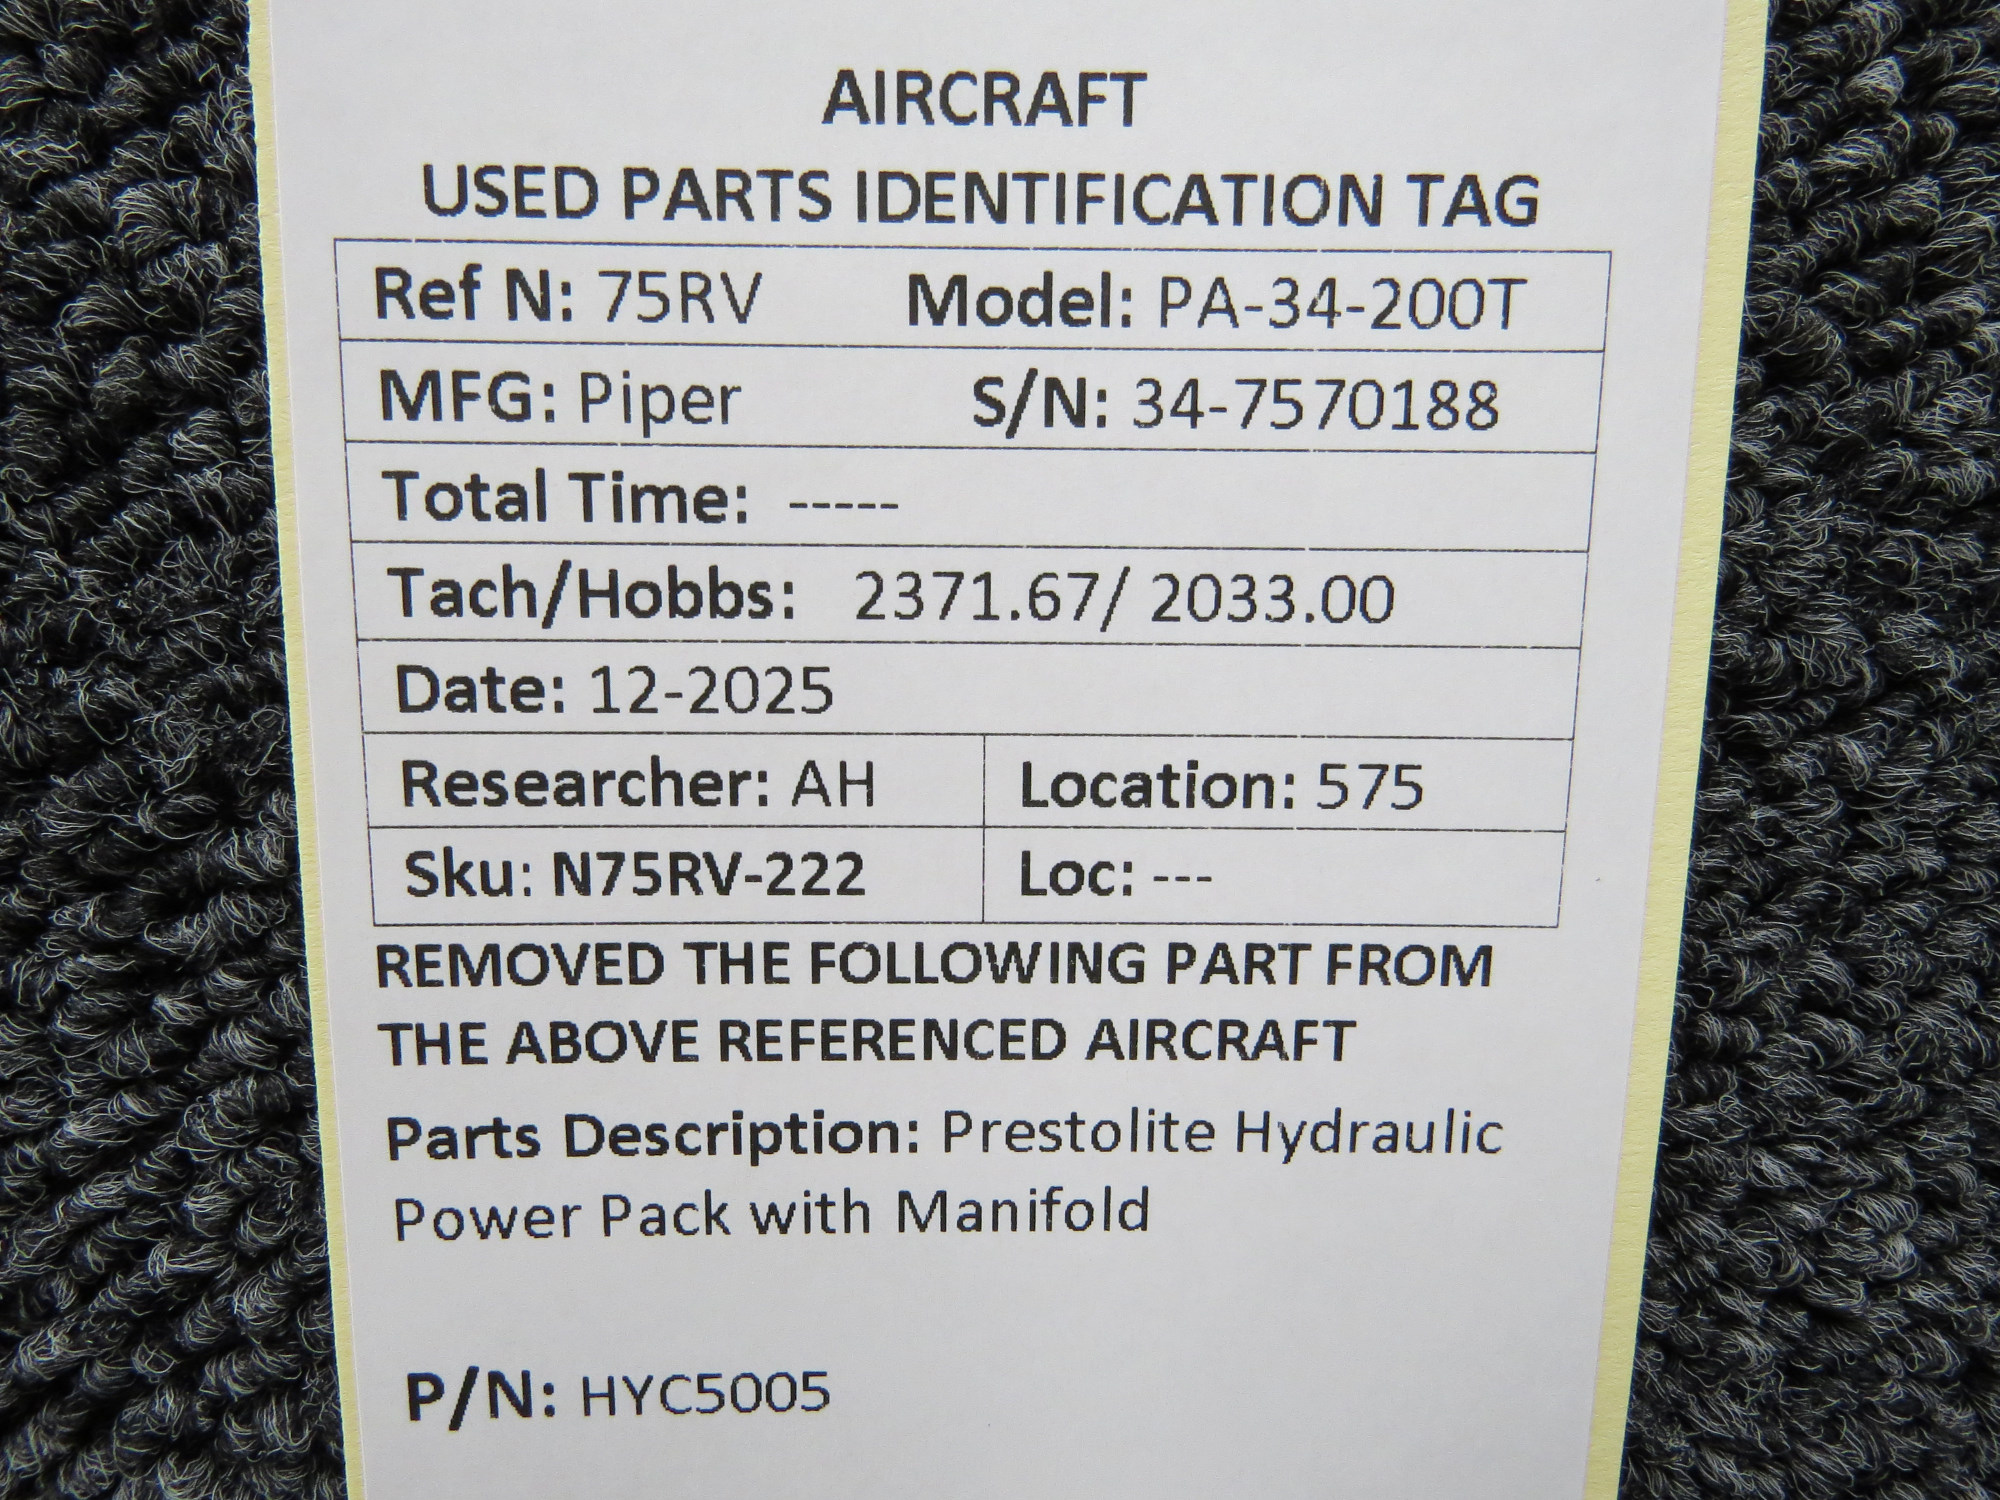 AIRCRAFT
USED PARTS IDENTIFICATION TAG
Ref N: 75RV Model: PA-34-200T
MFG: Piper S/N: 34-7570188
Total Time: -----
Tach/Hobbs: 2371.67/ 2033.00
Date: 12-2025
Researcher: AH Location: 575
Sku: N75RV-222 Loc: ---
REMOVED THE FOLLOWING PART FROM
THE ABOVE REFERENCED AIRCRAFT
Parts Description: Prestolite Hydraulic
Power Pack with Manifold
P/N: HYC5005